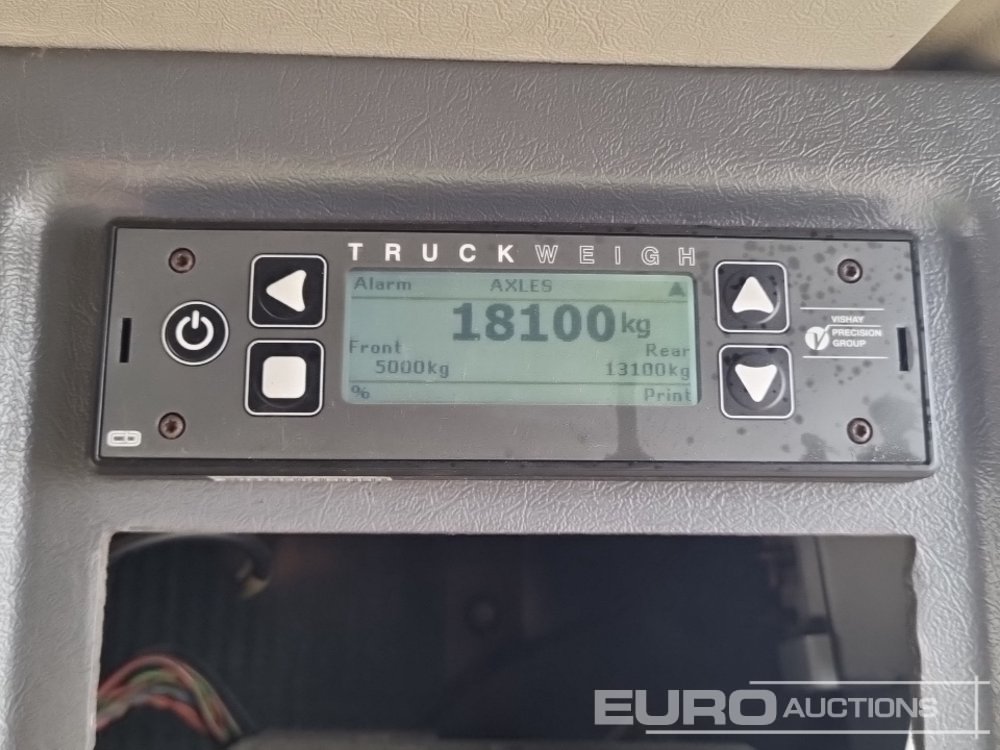 TRUCKWEIGH
Alarm AXLES
18100kg
Front Rear
5000kg 13100kg
% Print
VISHAY
PRECISION
GROUP
EURO AUCTIONS